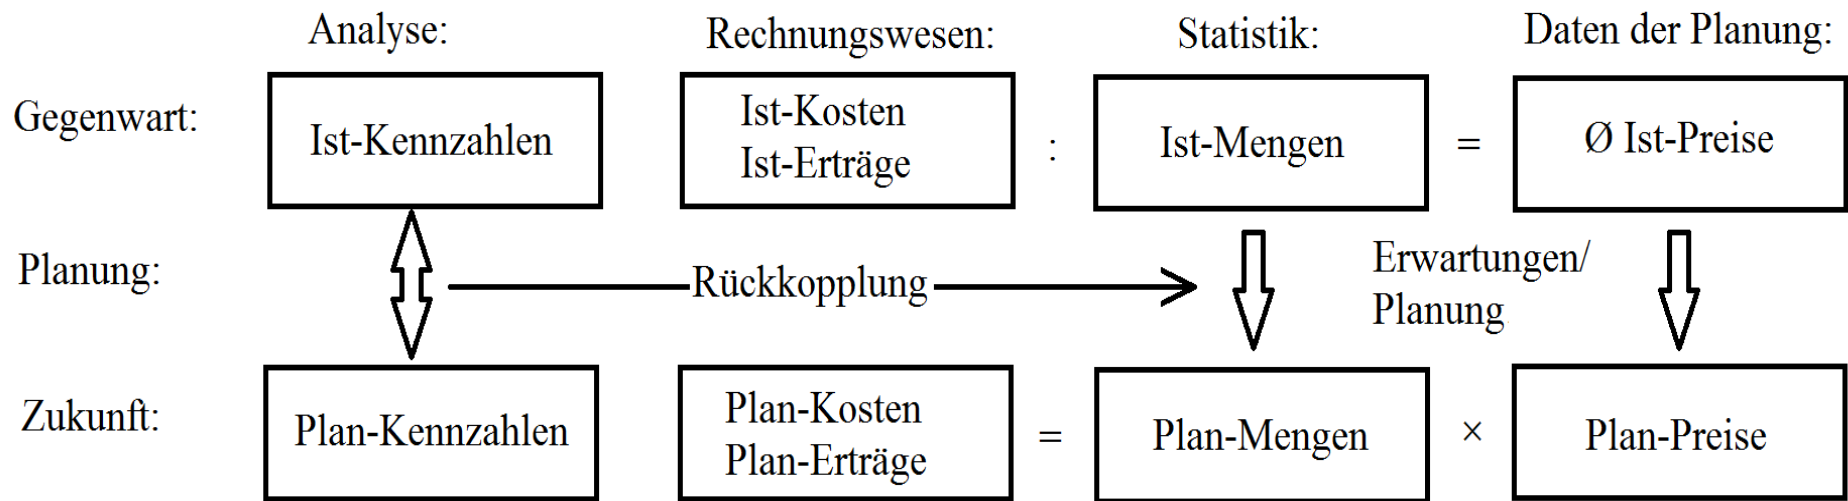 Analyse:
Rechnungswesen:
Statistik:
Daten der Planung:
Gegenwart:
Ist-Kennzahlen
Ist-Kosten
Ist-Erträge
:
Ist-Mengen
=
Ø Ist-Preise
Planung:
Rückkopplung
Erwartungen/
Planung
Zukunft:
Plan-Kennzahlen
Plan-Kosten
Plan-Erträge
=
Plan-Mengen
×
Plan-Preise